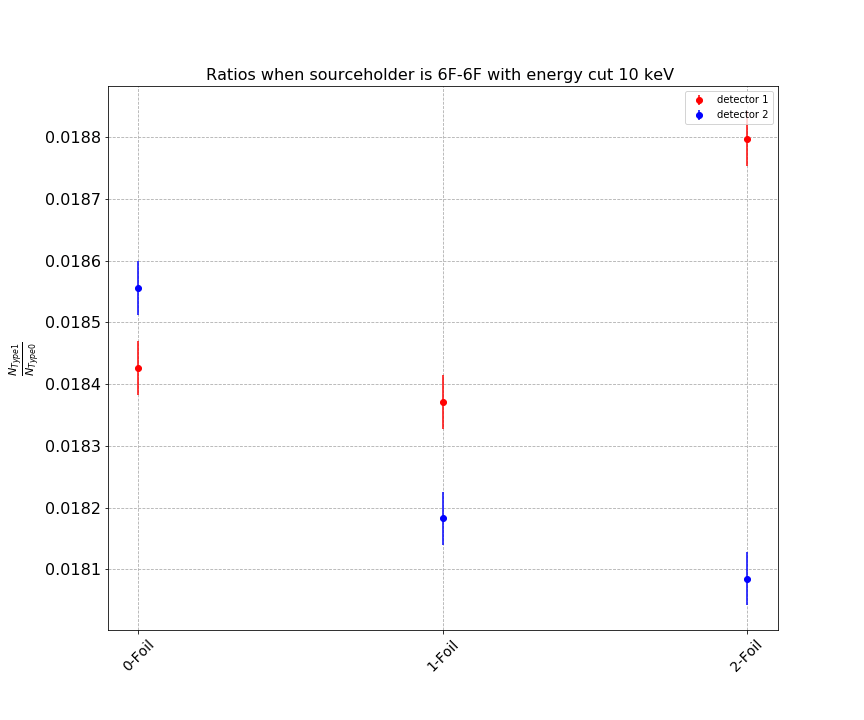 Ratios when sourceholder is 6F-6F with energy cut 10 keV
detector 1
detector 2
0.0188
0.0187
0.0186
0.0185
0.0184
0.0183
0.0182
0.0181
N_Type1
N_Type0
0-Foil
1-Foil
2-Foil